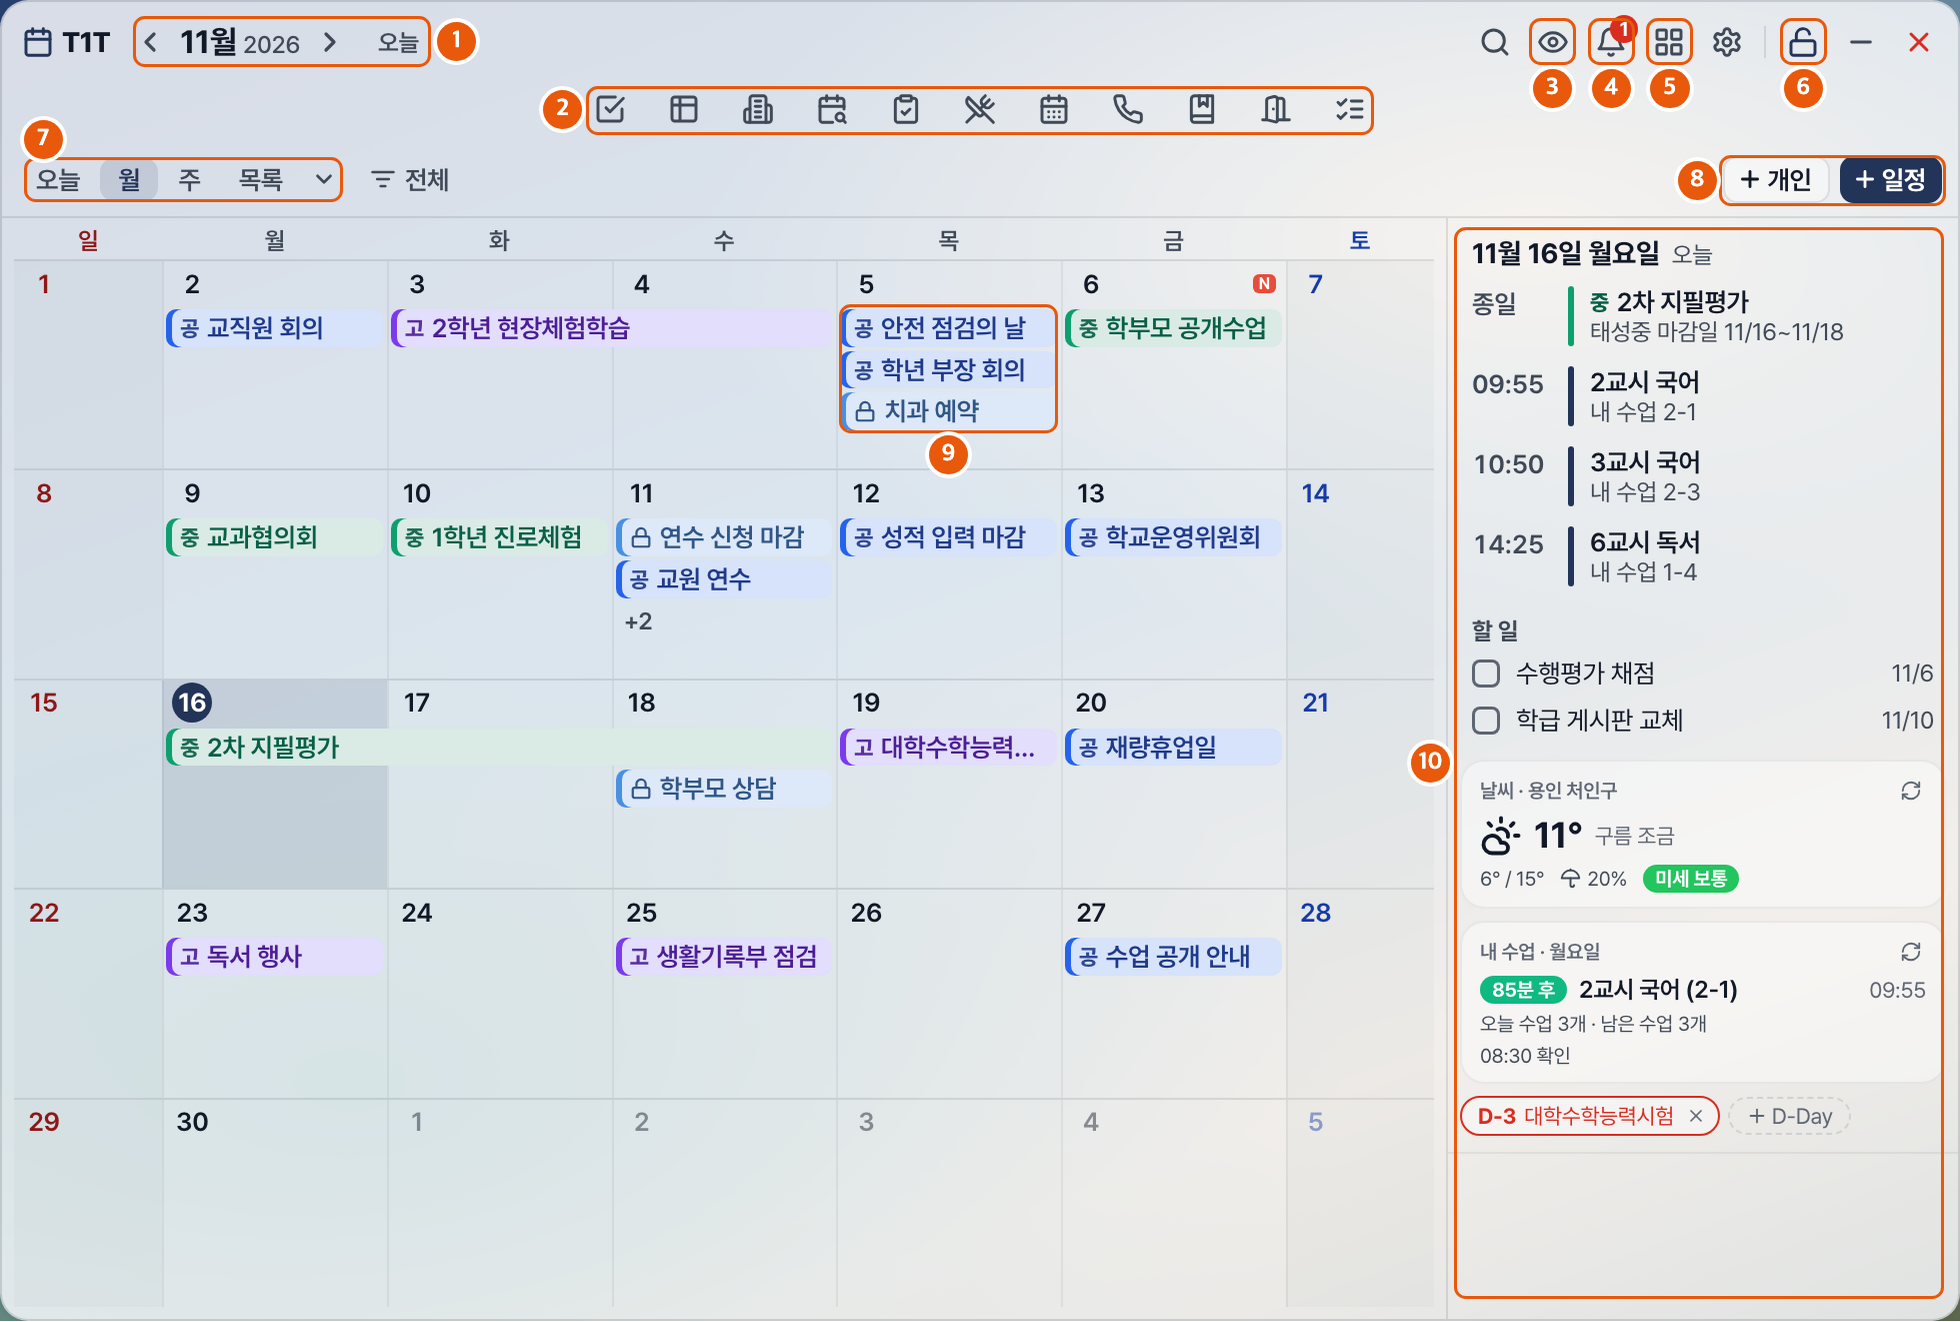 T1T
11월 2026
오늘
1
1
3
4
5
6
2
7
오늘 월 주 목록
전체
8
+ 개인
+ 일정
일 월 화 수 목 금 토
1 2 3 4 5 6 N 7
공 교직원 회의
고 2학년 현장체험학습
공 안전 점검의 날
중 학부모 공개수업
공 학년 부장 회의
치과 예약
9
8 9 10 11 12 13 14
중 교과협의회
중 1학년 진로체험
연수 신청 마감
공 성적 입력 마감
공 학교운영위원회
공 교원 연수
+2
15 16 17 18 19 20 21
중 2차 지필평가
고 대학수학능력...
공 재량휴업일
학부모 상담
22 23 24 25 26 27 28
고 독서 행사
고 생활기록부 점검
공 수업 공개 안내
29 30 1 2 3 4 5
10
11월 16일 월요일 오늘
종일
중 2차 지필평가
태성중 마감일 11/16~11/18
09:55
2교시 국어
내 수업 2-1
10:50
3교시 국어
내 수업 2-3
14:25
6교시 독서
내 수업 1-4
할 일
수행평가 채점 11/6
학급 게시판 교체 11/10
날씨 · 용인 처인구
11° 구름 조금
6° / 15° 20% 미세 보통
내 수업 · 월요일
85분 후 2교시 국어 (2-1) 09:55
오늘 수업 3개 · 남은 수업 3개
08:30 확인
D-3 대학수학능력시험 ×
+ D-Day